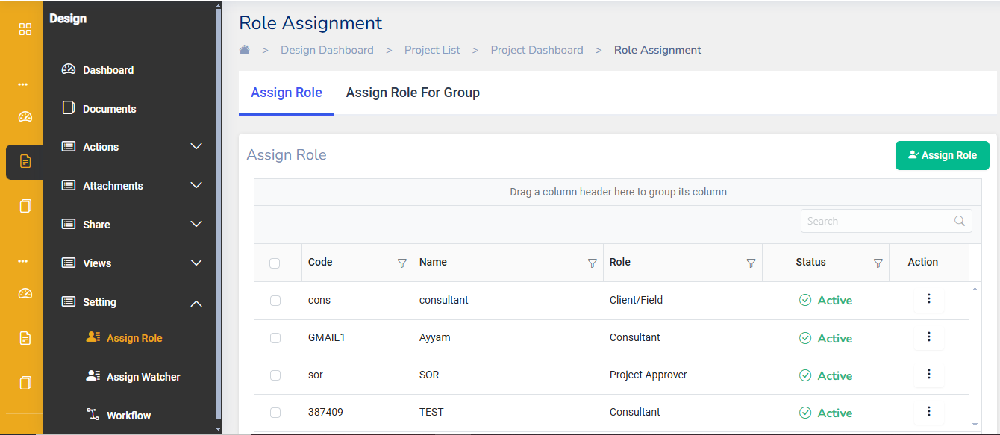 Design
Dashboard
Documents
Actions
Attachments
Share
Views
Setting
Assign Role
Assign Watcher
Workflow
Role Assignment
> Design Dashboard > Project List > Project Dashboard > Role Assignment
Assign Role Assign Role For Group
Assign Role
Assign Role
Drag a column header here to group its column
Search
Code Name Role Status Action
cons consultant Client/Field Active
GMAIL1 Ayyam Consultant Active
sor SOR Project Approver Active
387409 TEST Consultant Active